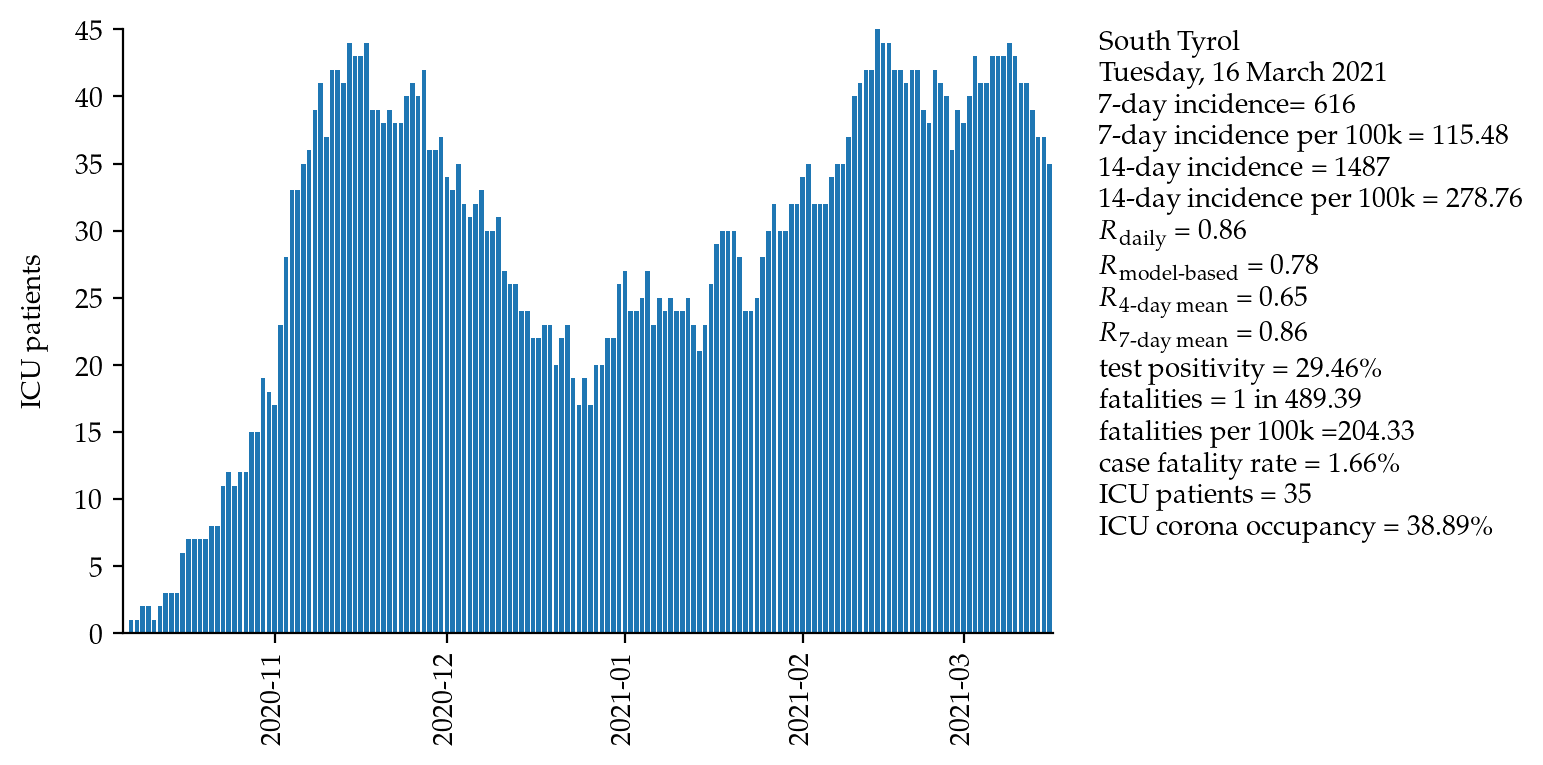 45
40
35
30
25
20
15
10
5
0
ICU patients
2020-11
2020-12
2021-01
2021-02
2021-03
South Tyrol
Tuesday, 16 March 2021
7-day incidence= 616
7-day incidence per 100k = 115.48
14-day incidence = 1487
14-day incidence per 100k = 278.76
R daily = 0.86
R model-based = 0.78
R 4-day mean = 0.65
R 7-day mean = 0.86
test positivity = 29.46%
fatalities = 1 in 489.39
fatalities per 100k =204.33
case fatality rate = 1.66%
ICU patients = 35
ICU corona occupancy = 38.89%